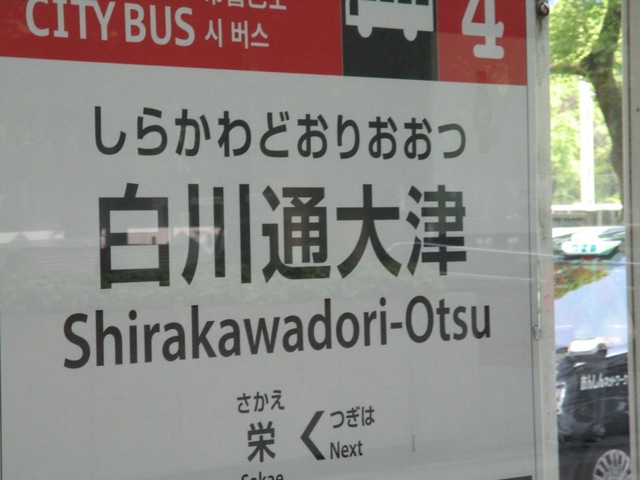 CITY BUS 시 버스
4
しらかわどおりおおつ
白川通大津
Shirakawadori-Otsu
さかえ
栄
つぎは
Next
Sakae